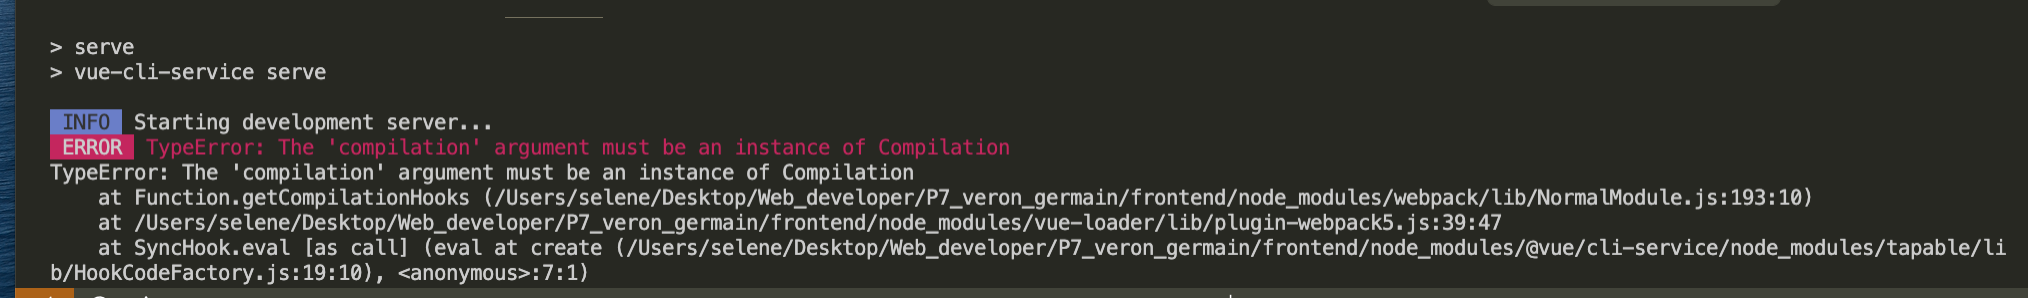 > serve
> vue-cli-service serve
INFO Starting development server...
ERROR TypeError: The 'compilation' argument must be an instance of Compilation
TypeError: The 'compilation' argument must be an instance of Compilation
at Function.getCompilationHooks (/Users/selene/Desktop/Web_developer/P7_veron_germain/frontend/node_modules/webpack/lib/NormalModule.js:193:10)
at /Users/selene/Desktop/Web_developer/P7_veron_germain/frontend/node_modules/vue-loader/lib/plugin-webpack5.js:39:47
at SyncHook.eval [as call] (eval at create (/Users/selene/Desktop/Web_developer/P7_veron_germain/frontend/node_modules/@vue/cli-service/node_modules/tapable/li
b/HookCodeFactory.js:19:10), <anonymous>:7:1)